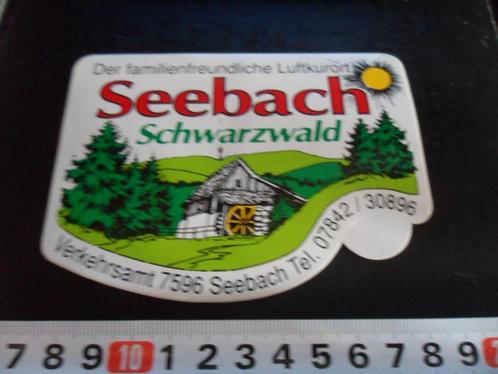 Der familienfreundliche Luftkurort
Seebach
Schwarzwald
Verkehrsamt 7596 Seebach Tel. 07842 / 30896
7 8 9 10 1 2 3 4 5 6 7 8 9